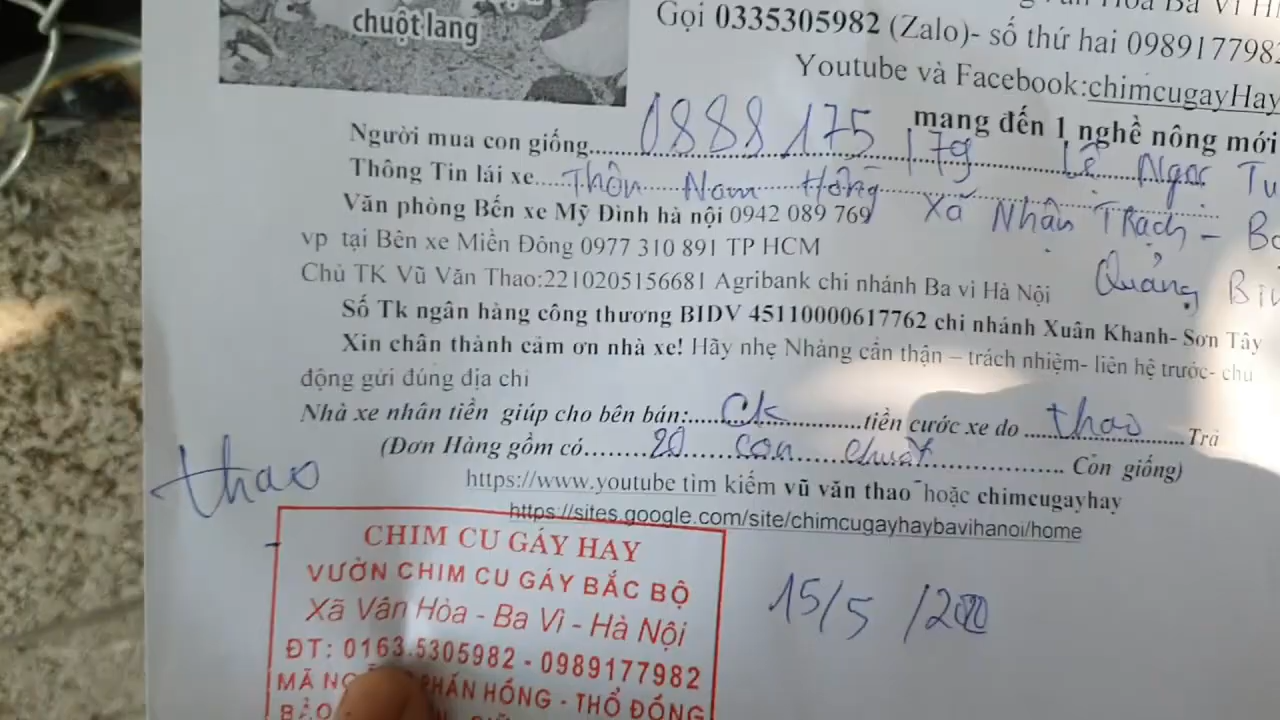 chuột lang
Gọi 0335305982 (Zalo)- số thứ hai 098917798
Youtube và Facebook:chimcugayHay
mang đến 1 nghề nông mới
Người mua con giống.....0888 175 179 Lê Ngọc Tu
Thông Tin lái xe.....Thôn Nam Hồng xã Nhân Trạch - Bố
Văn phòng Bến xe Mỹ Đình hà nội 0942 089 769
vp tại Bên xe Miền Đông 0977 310 891 TP HCM
Quảng Bì
Chủ TK Vũ Văn Thao:2210205156681 Agribank chi nhánh Ba vì Hà Nội
Số Tk ngân hàng công thương BIDV 45110000617762 chi nhánh Xuân Khanh- Sơn Tây
Xin chân thành cảm ơn nhà xe! Hãy nhẹ Nhàng cẩn thận – trách nhiệm- liên hệ trước- chủ
động gửi đúng địa chỉ
Nhà xe nhân tiền giúp cho bên bán:.....Ck.....tiền cước xe do.....thao.....Trả
(Đơn Hàng gồm có.....20 con chuột.....Con giống)
thao
https://www.youtube tìm kiếm vũ văn thao hoặc chimcugayhay
https://sites.google.com/site/chimcugayhaybavihanoi/home
CHIM CU GÁY HAY
VƯỜN CHIM CU GÁY BẮC BỘ
Xã Vân Hòa - Ba Vì - Hà Nội
15/5 /2020
ĐT: 0163.5305982 - 0989177982
MÃ PHẤN HỒNG - THỔ ĐỒNG